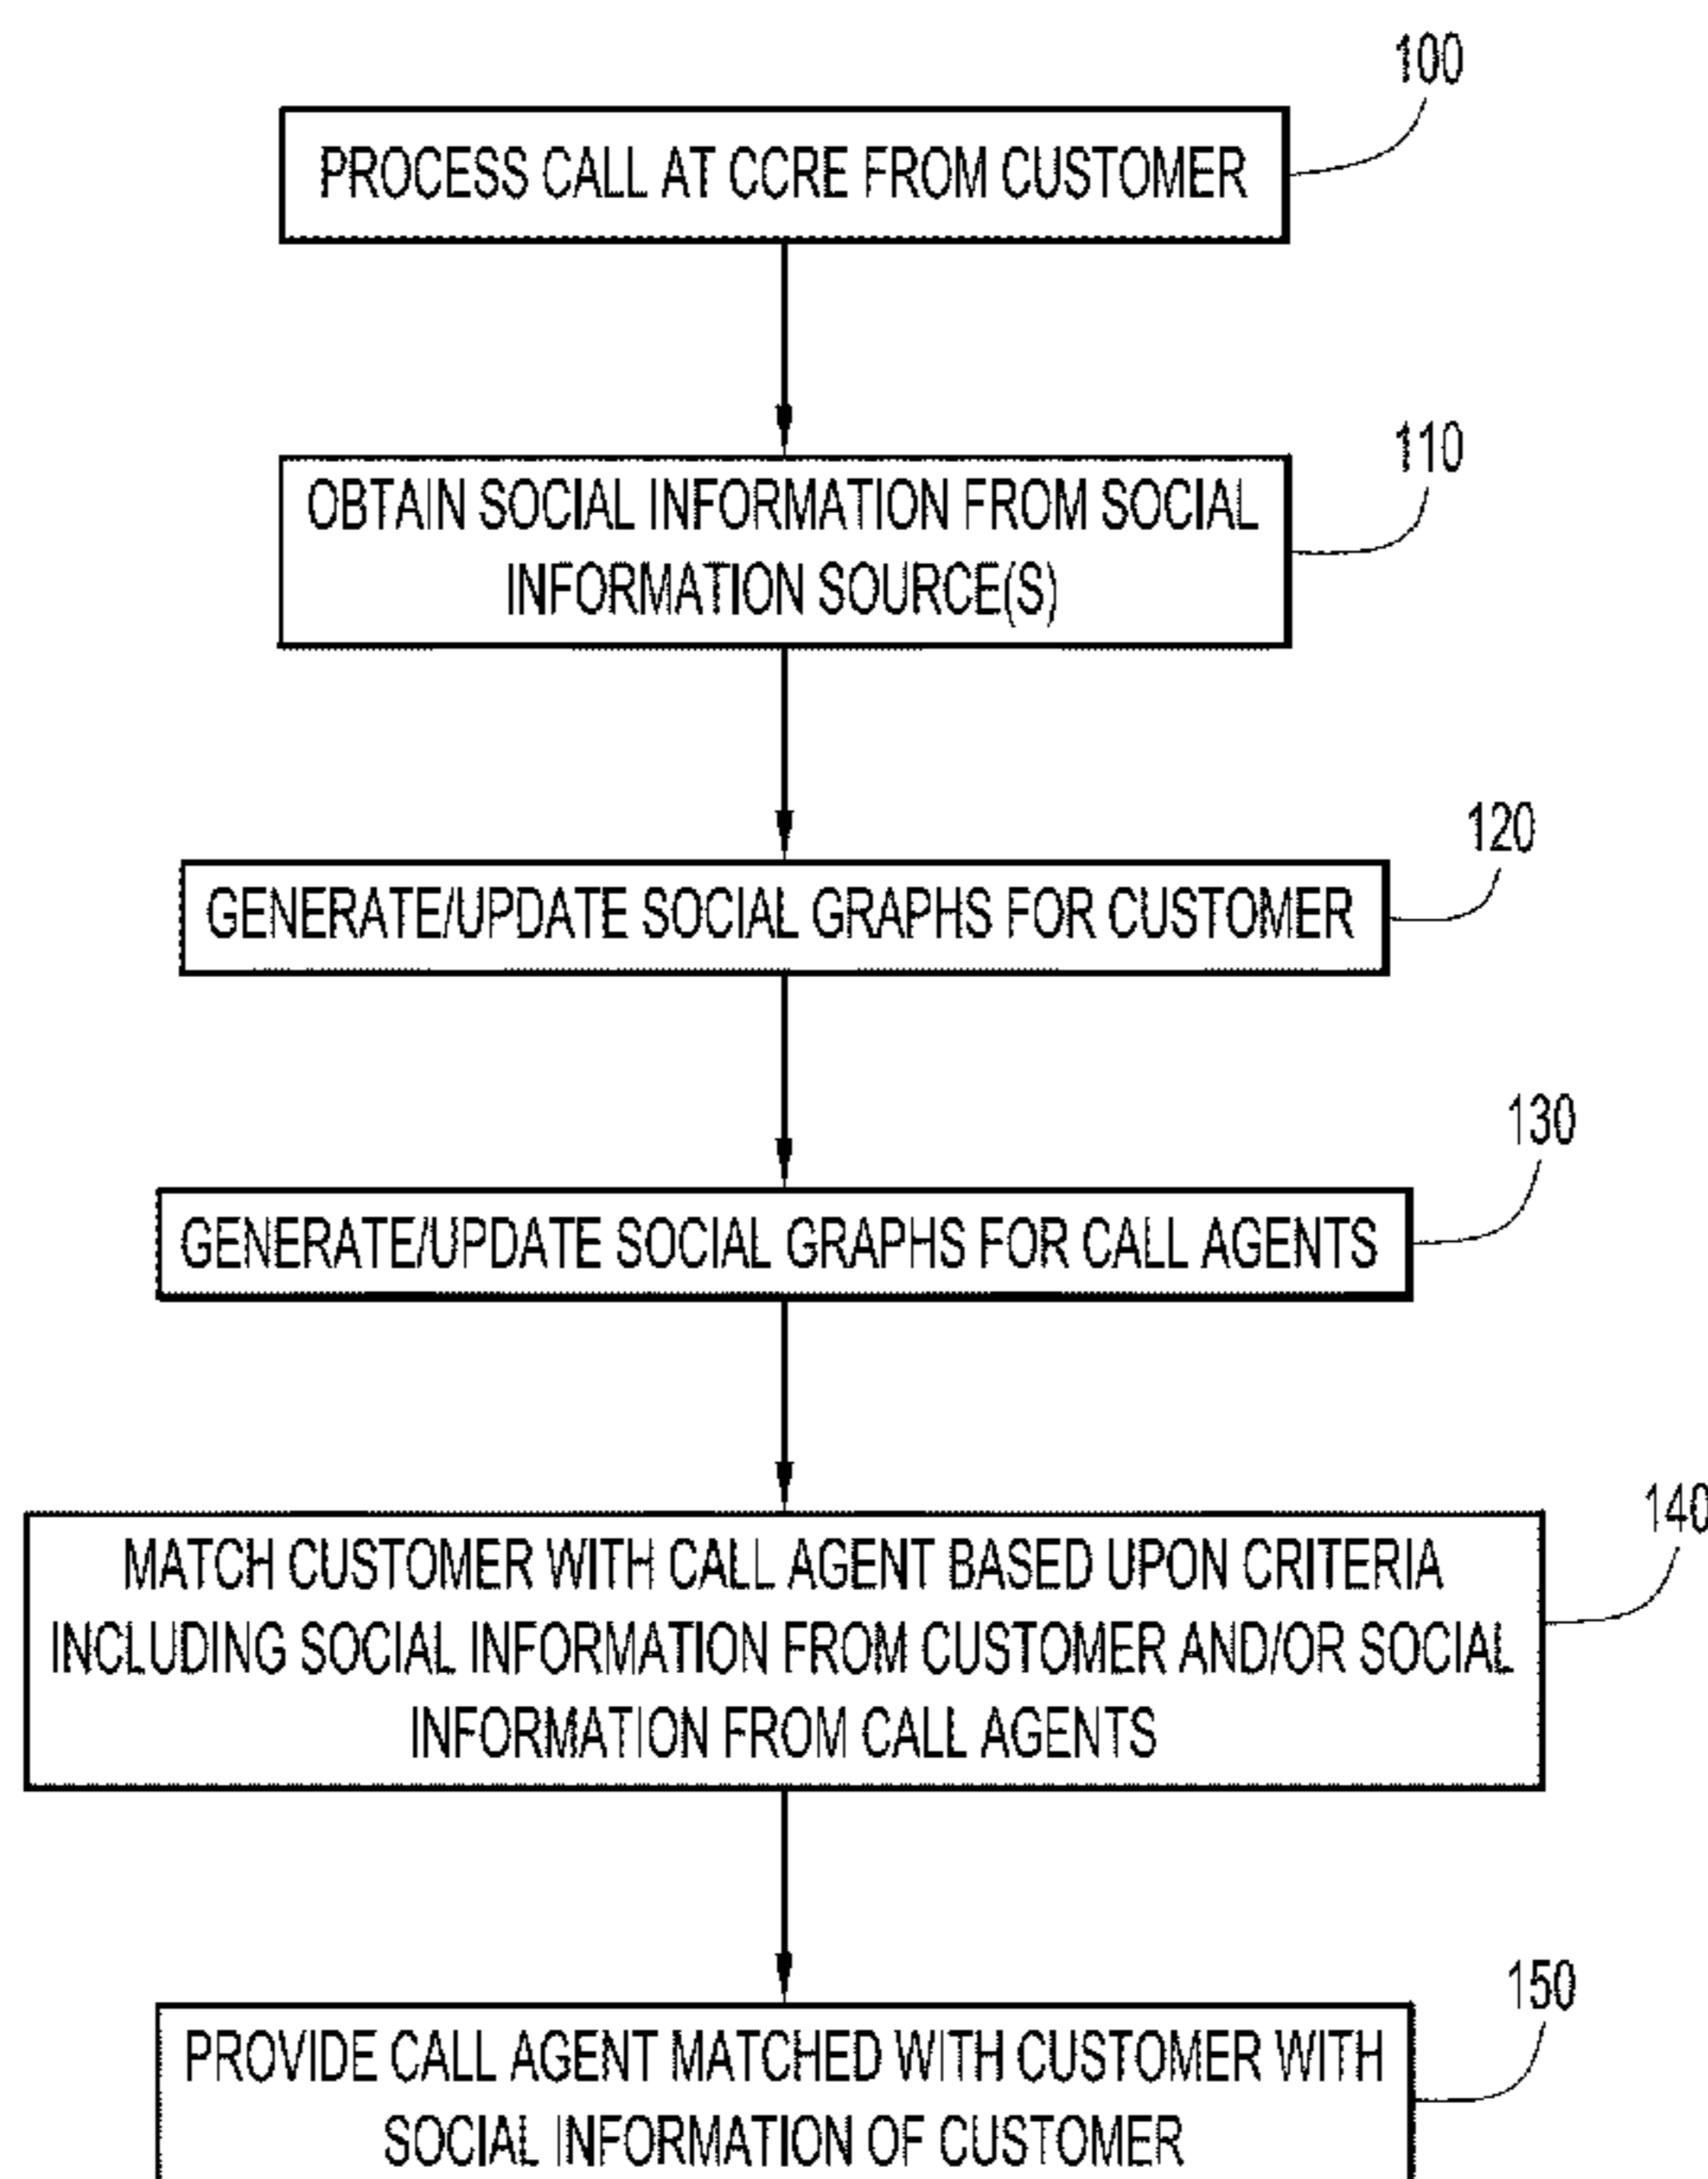 100
PROCESS CALL AT CCRE FROM CUSTOMER
110
OBTAIN SOCIAL INFORMATION FROM SOCIAL
INFORMATION SOURCE(S)
120
GENERATE/UPDATE SOCIAL GRAPHS FOR CUSTOMER
130
GENERATE/UPDATE SOCIAL GRAPHS FOR CALL AGENTS
140
MATCH CUSTOMER WITH CALL AGENT BASED UPON CRITERIA
INCLUDING SOCIAL INFORMATION FROM CUSTOMER AND/OR SOCIAL
INFORMATION FROM CALL AGENTS
150
PROVIDE CALL AGENT MATCHED WITH CUSTOMER WITH
SOCIAL INFORMATION OF CUSTOMER